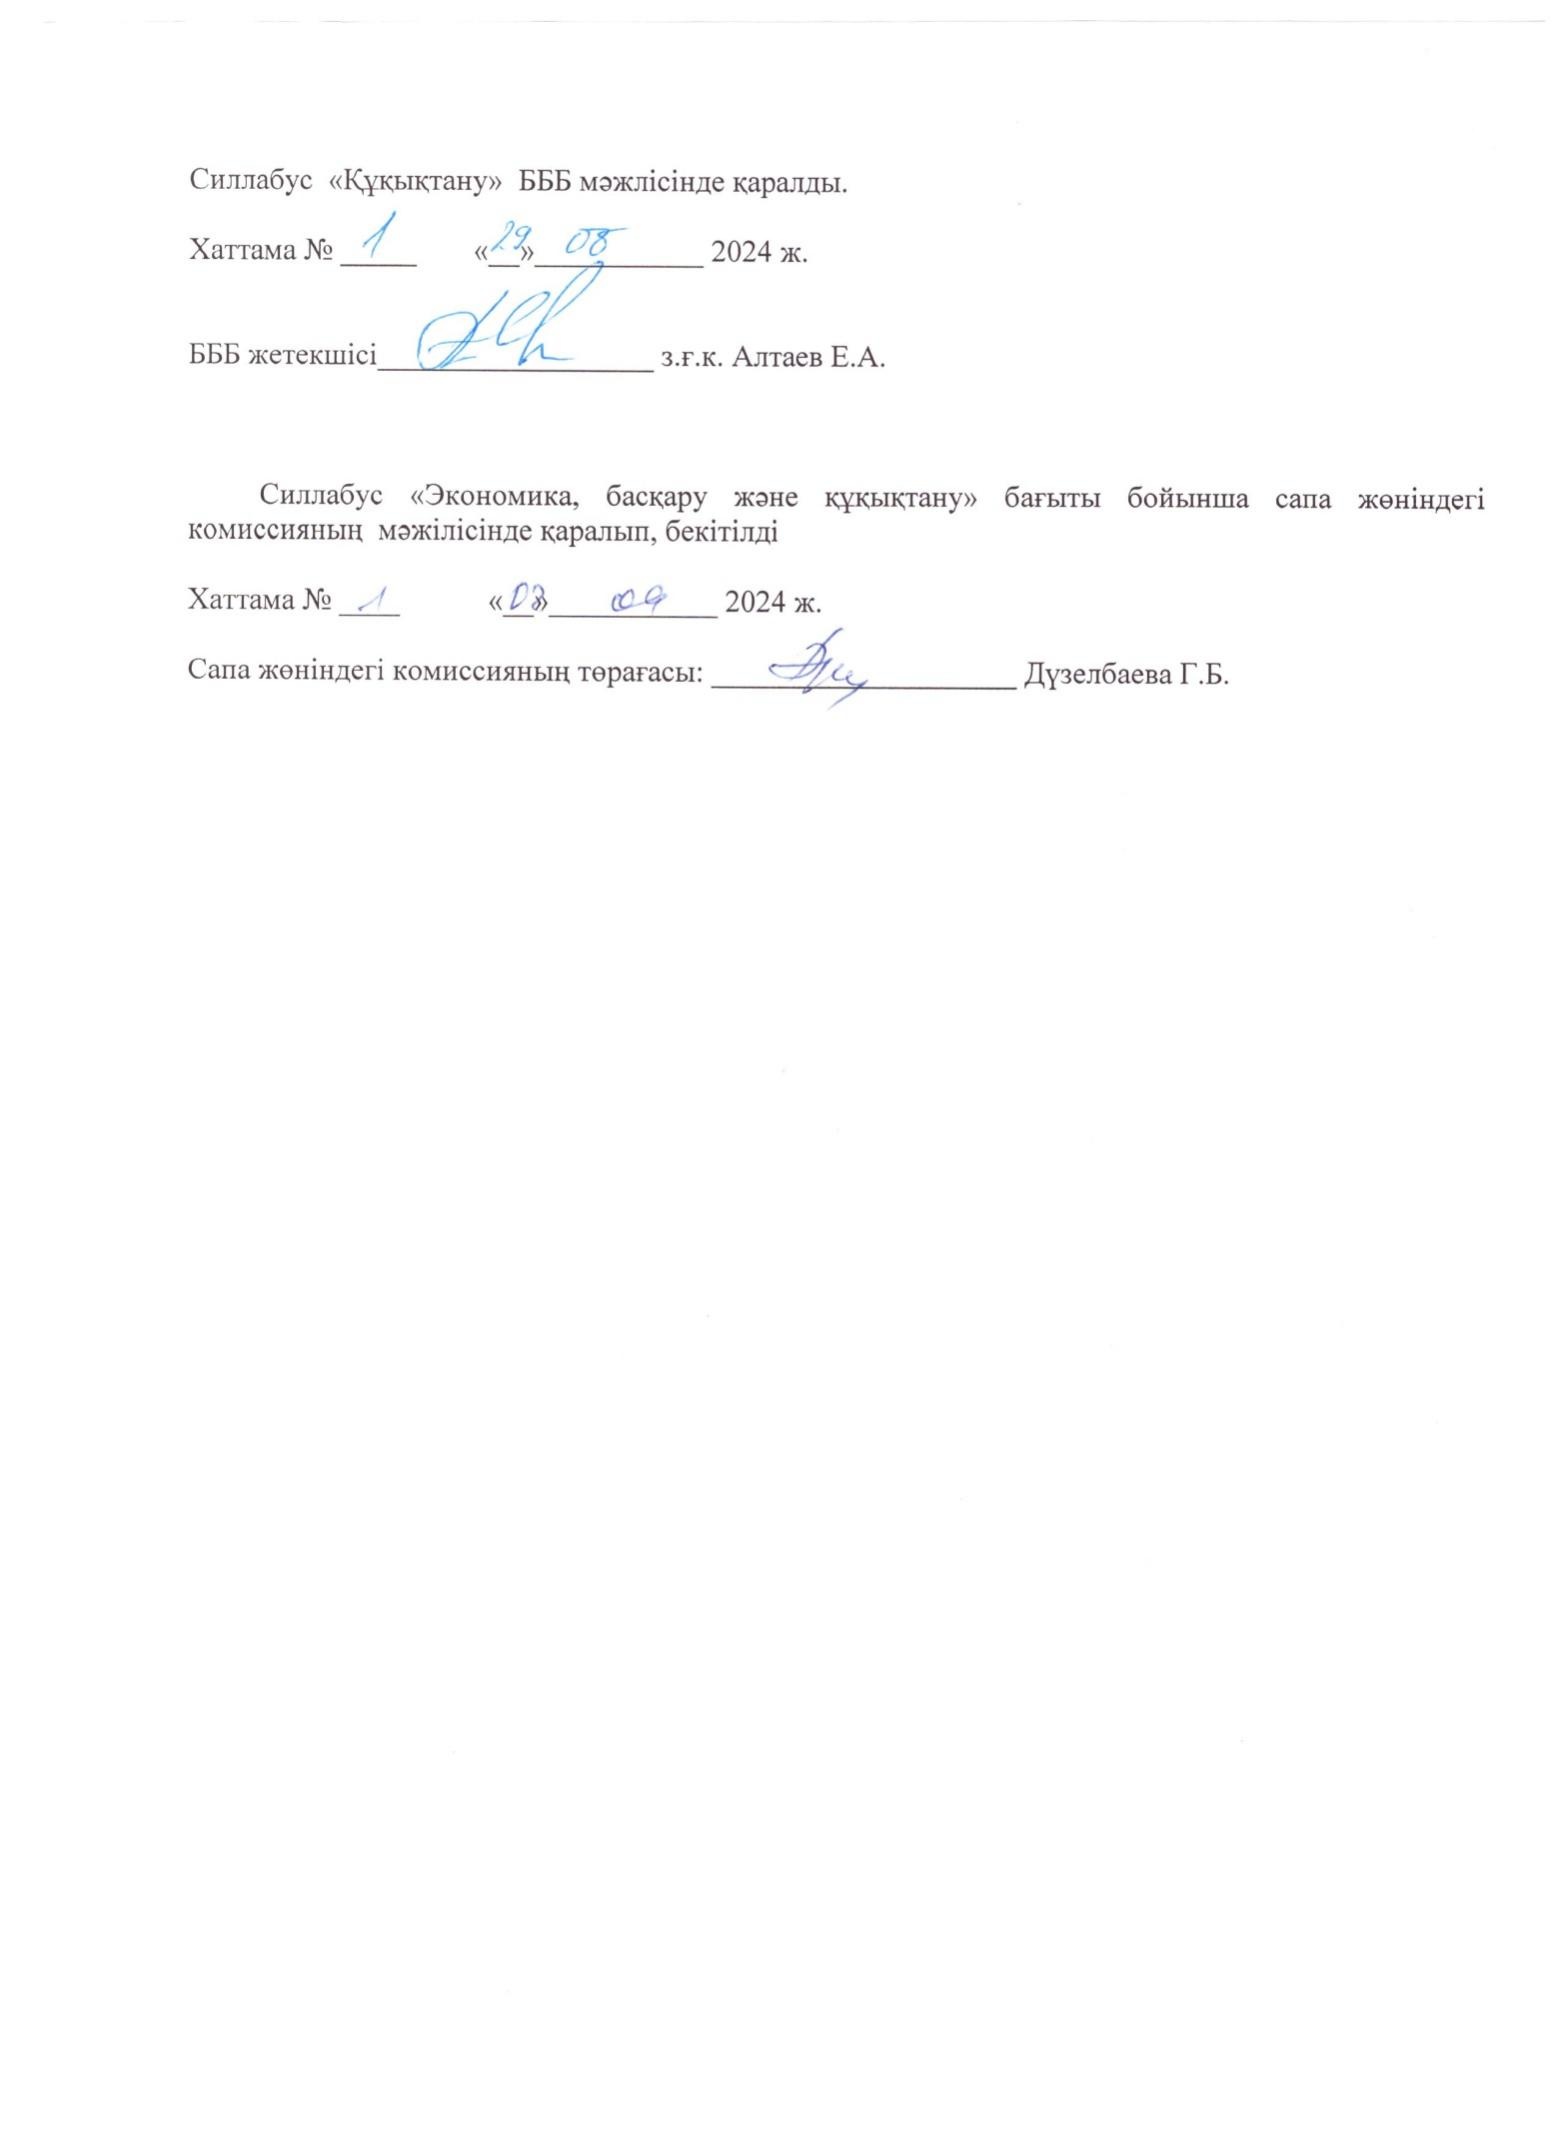 Силлабус «Құқықтану» БББ мәжлісінде қаралды.
Хаттама № 1 «29» 08 2024 ж.
БББ жетекшісі з.ғ.к. Алтаев Е.А.
Силлабус «Экономика, басқару және құқықтану» бағыты бойынша сапа жөніндегі
комиссияның мәжілісінде қаралып, бекітілді
Хаттама № 1 «03» 09 2024 ж.
Сапа жөніндегі комиссияның төрағасы: Дүзелбаева Г.Б.